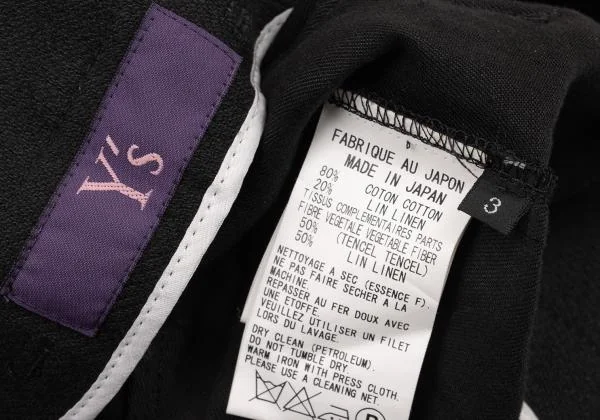 Y's
FABRIQUE AU JAPON
MADE IN JAPAN
80% COTON COTTON
20% LIN LINEN
TISSUS COMPLEMENTAIRES PARTS
FIBRE VEGETALE VEGETABLE FIBER
50% (TENCEL TENCEL)
50% LIN LINEN
NETTOYAGE A SEC (ESSENCE F).
NE PAS FAIRE SECHER A LA
MACHINE.
REPASSER AU FER DOUX AVEC
UNE ETOFFE.
VEUILLEZ UTILISER UN FILET
LORS DU LAVAGE.
DRY CLEAN (PETROLEUM).
DO NOT TUMBLE DRY
WARM IRON WITH PRESS CLOTH.
PLEASE USE A CLEANING NET.
3